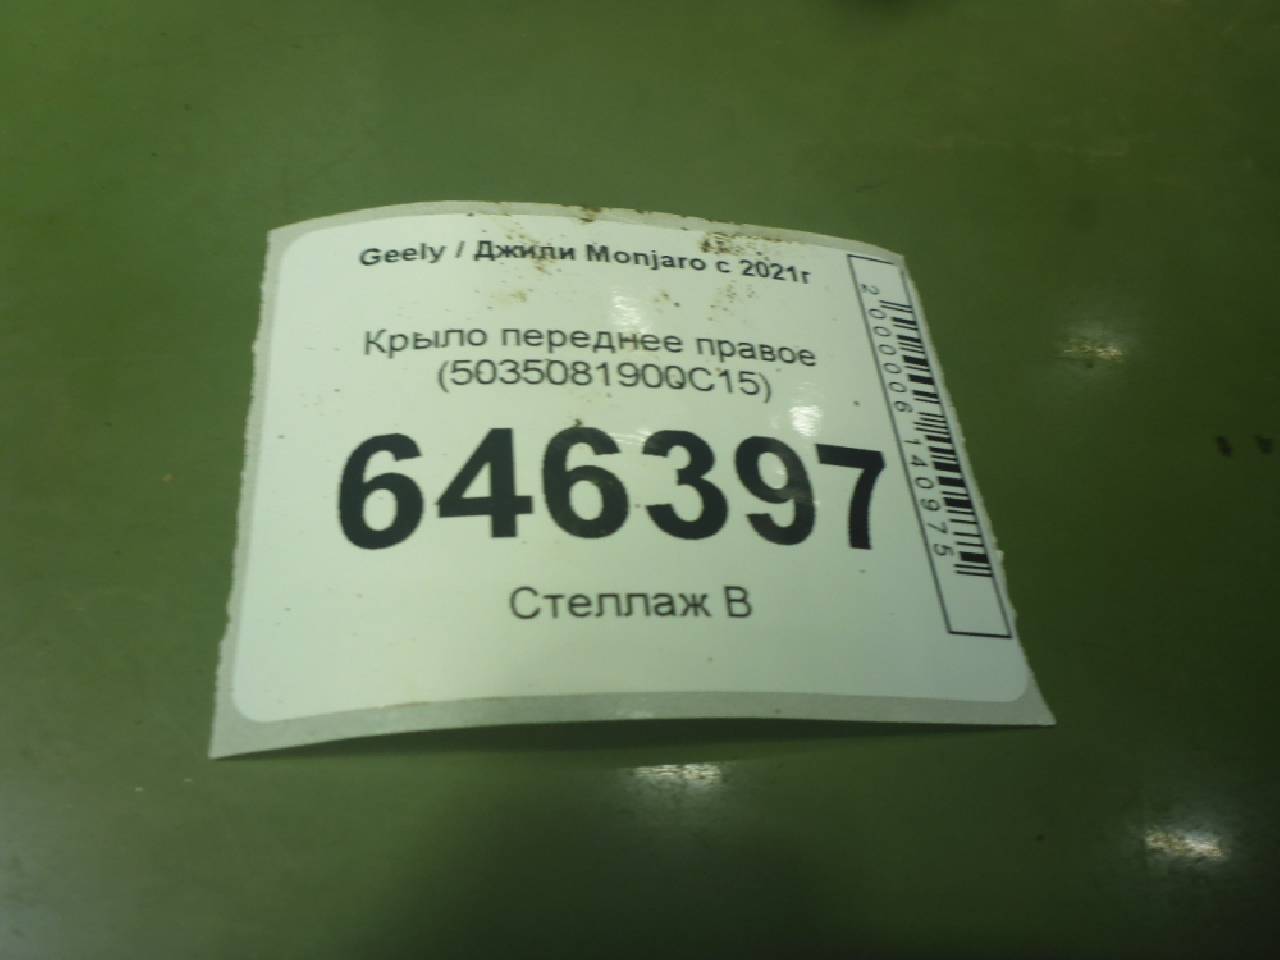 Geely / Джили Monjaro с 2021г
Крыло переднее правое
(5035081900C15)
646397
Стеллаж В
2000006140975